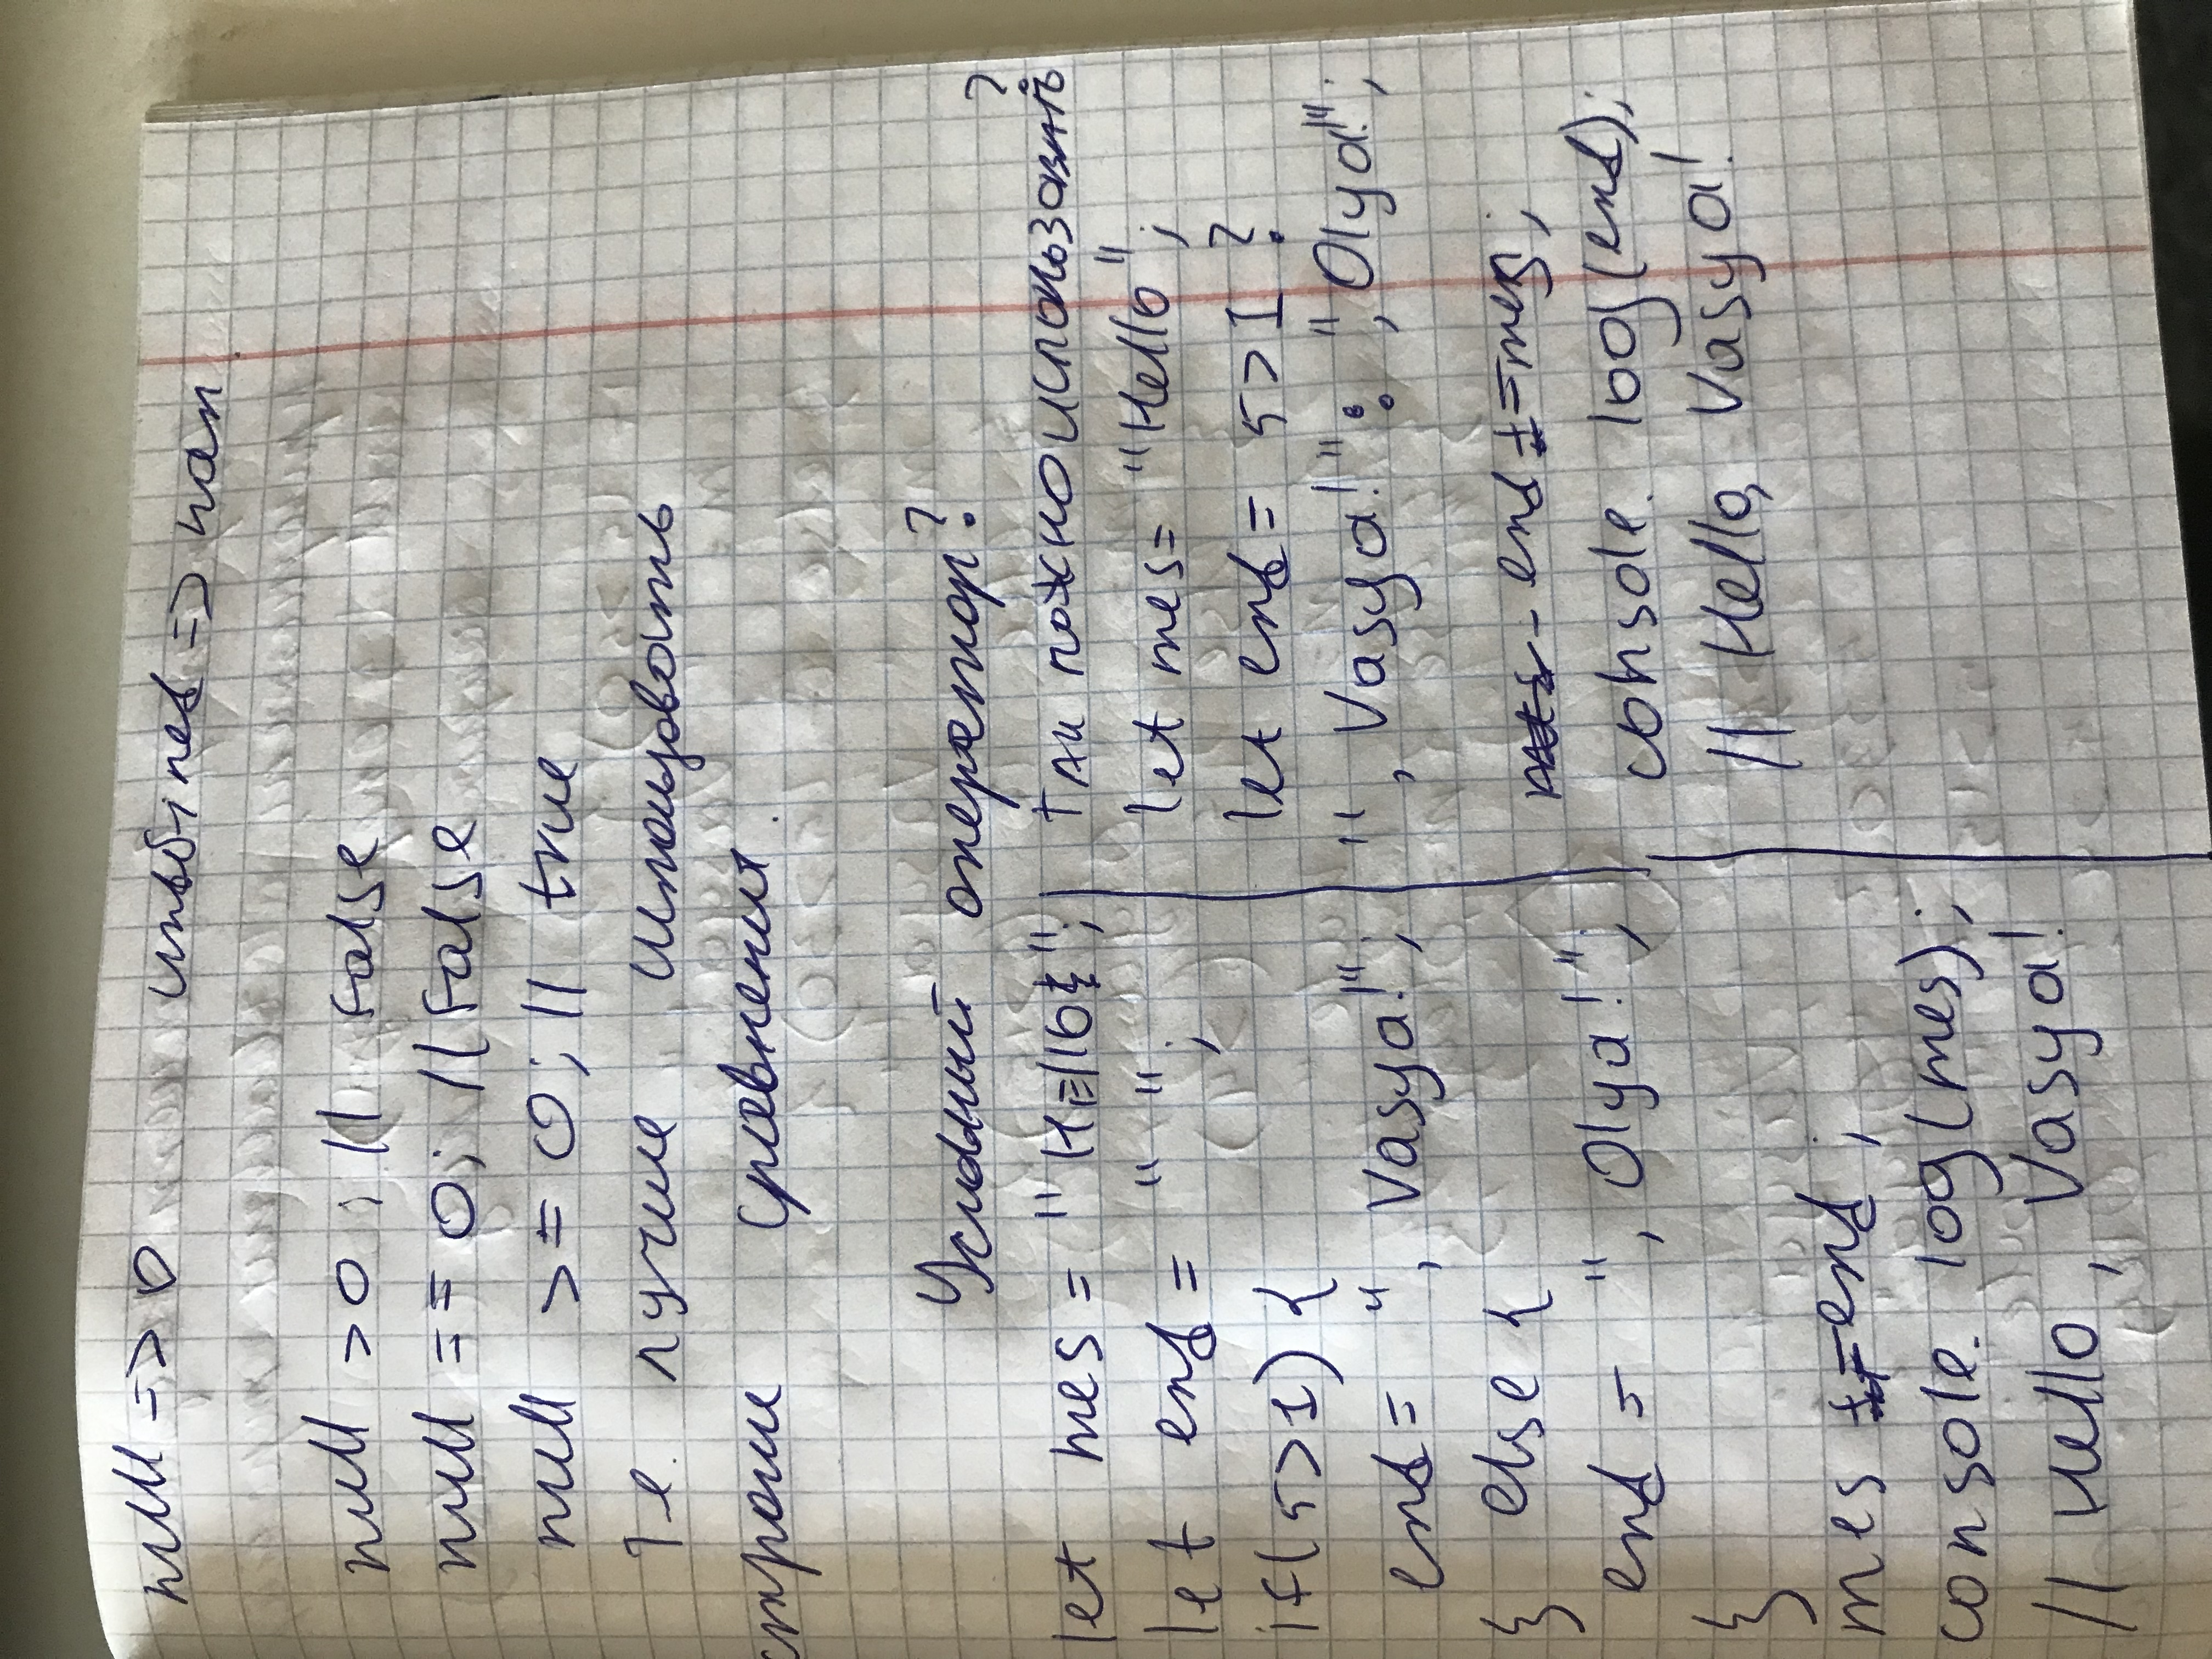 null => 0 undefined => nan
null > 0 ; // false
null == 0; // false
null >= 0; // true
Те. лучше использовать
строгие сравнения.
Условный оператор?
let mes = "Hello";
let end = " ";
if(5>1) {
end = ", Vasya!";
} else {
end = ", Olya!";
}
mes += end ;
console. log(mes);
// Hello, Vasya!
так можно использовать ?
let mes= "Hello";
let end= 5>1 ?
", Vasya!" : ", Olya!";
end +=mes;
console. log(end);
// Hello, Vasya!